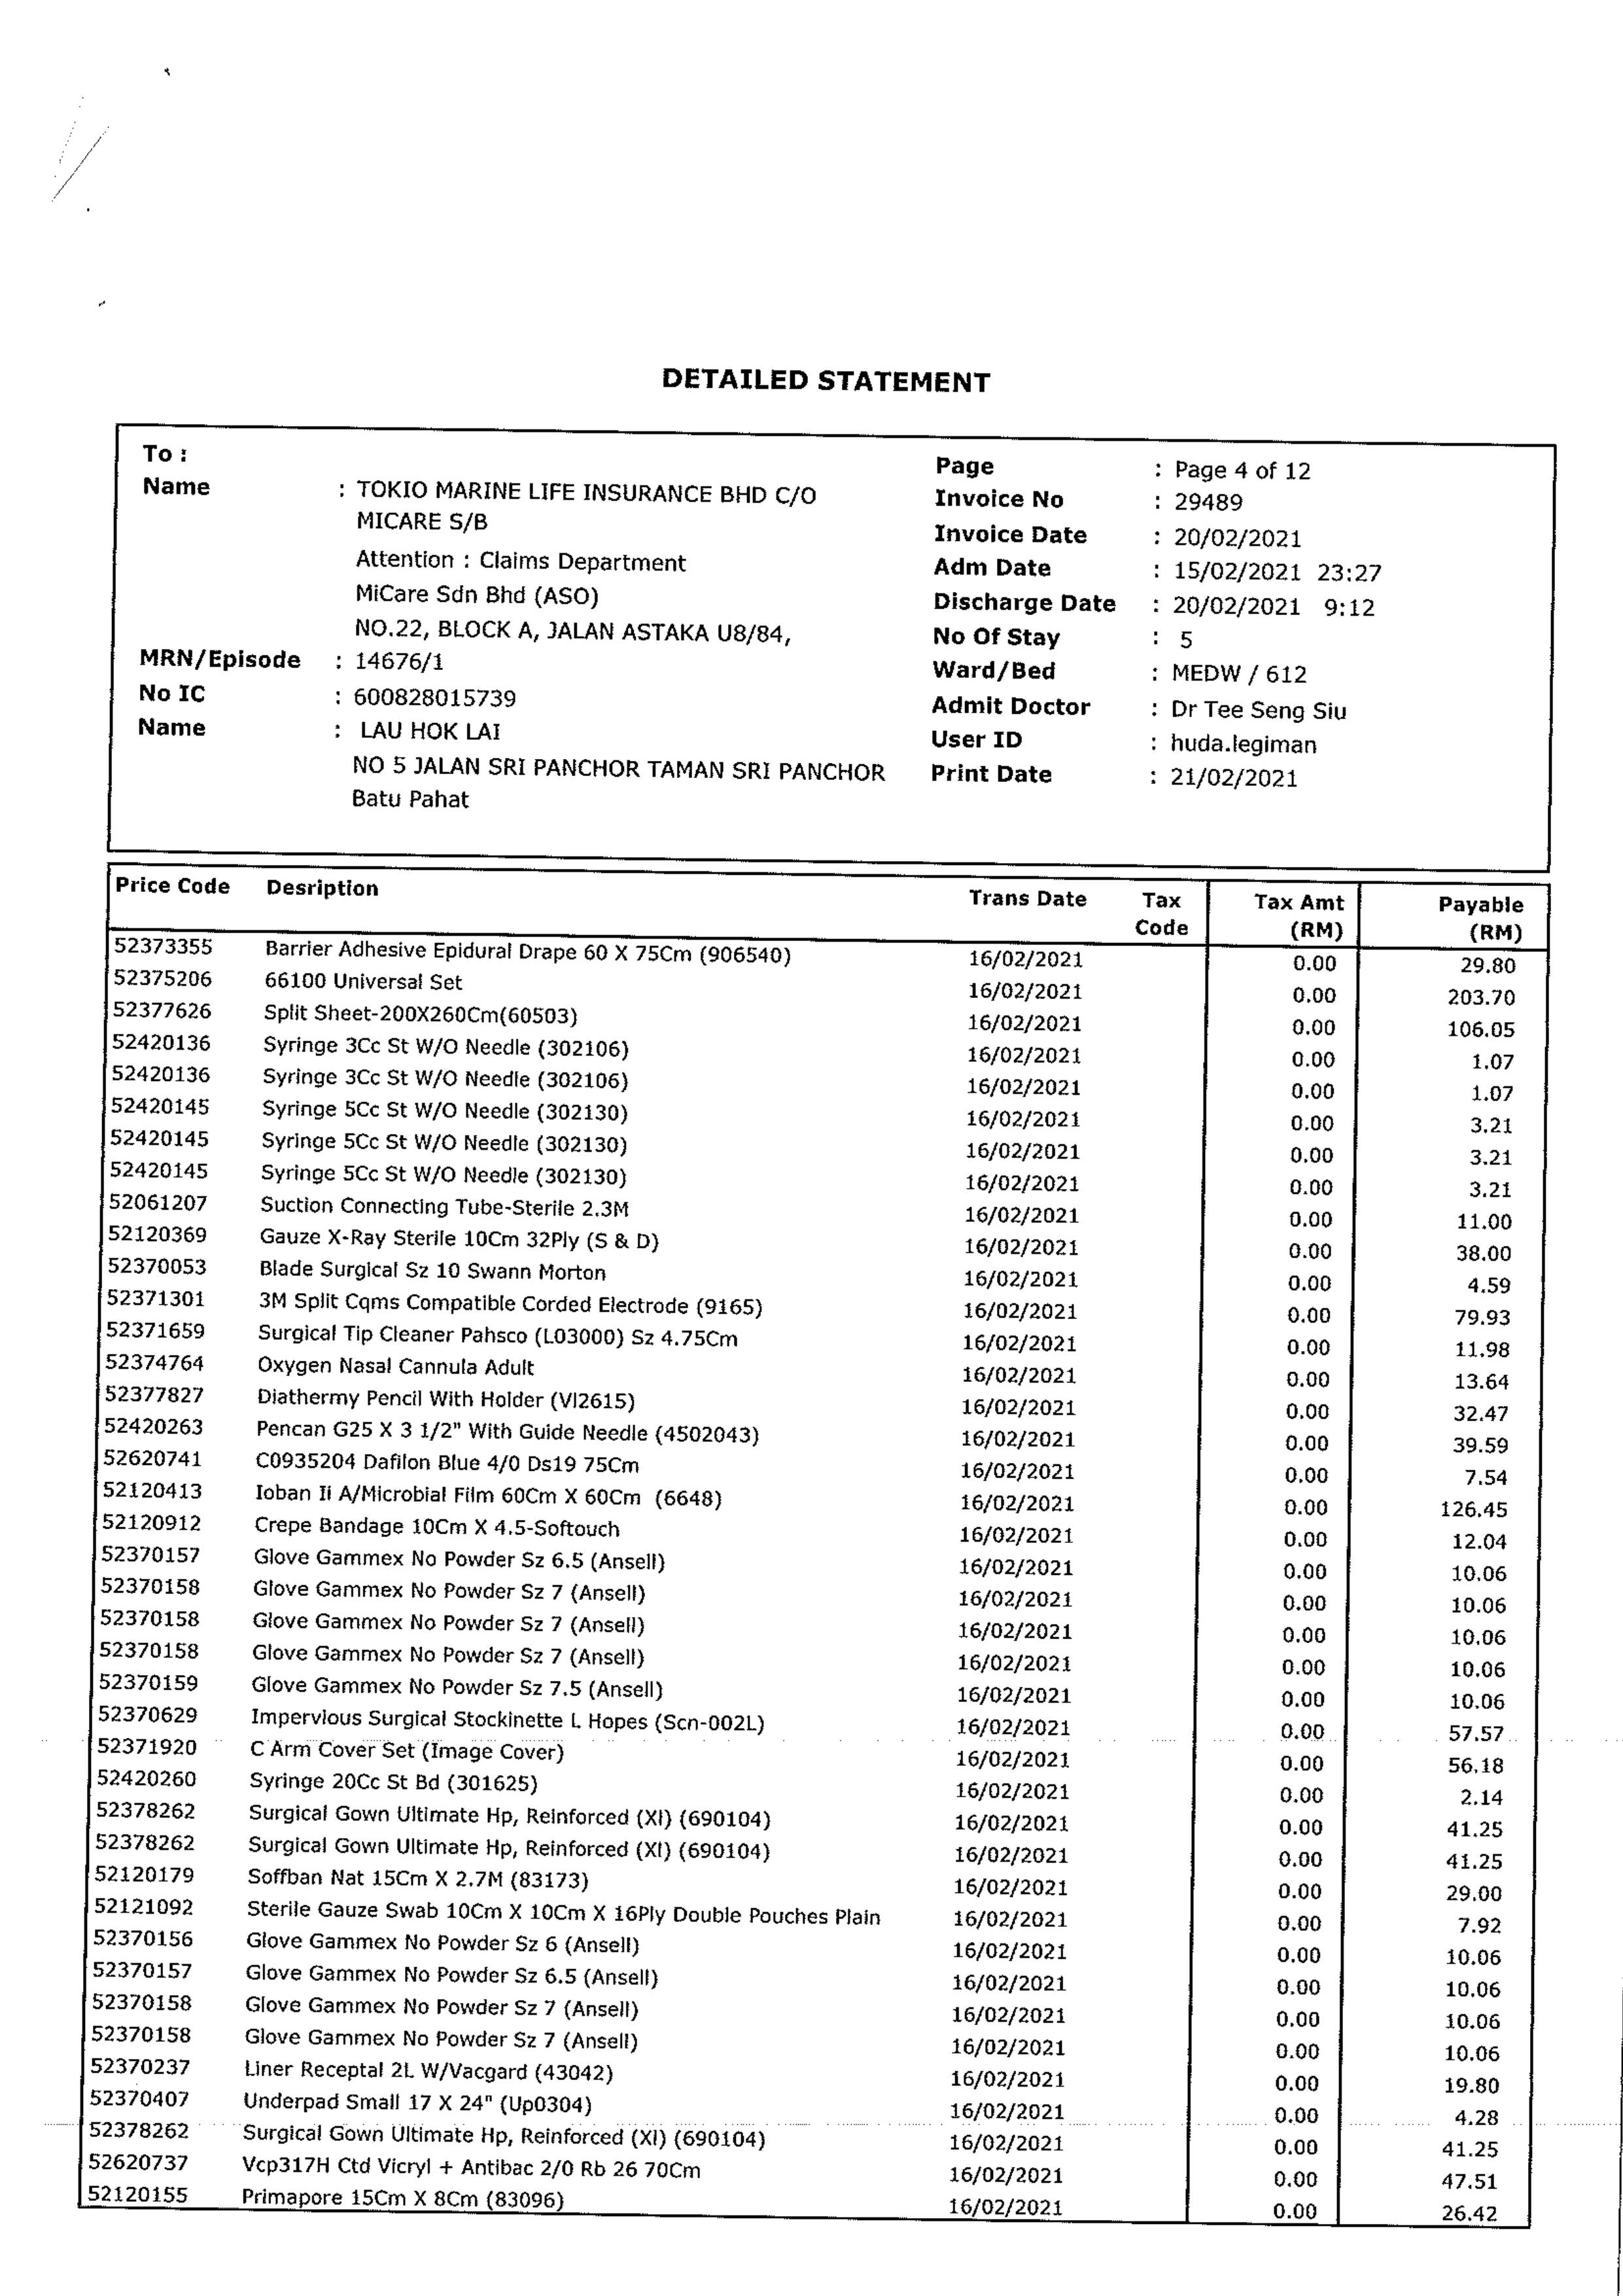 DETAILED STATEMENT
To :
Name : TOKIO MARINE LIFE INSURANCE BHD C/O
MICARE S/B
Attention : Claims Department
MiCare Sdn Bhd (ASO)
NO.22, BLOCK A, JALAN ASTAKA U8/84,
MRN/Episode : 14676/1
No IC : 600828015739
Name : LAU HOK LAI
NO 5 JALAN SRI PANCHOR TAMAN SRI PANCHOR
Batu Pahat
Page : Page 4 of 12
Invoice No : 29489
Invoice Date : 20/02/2021
Adm Date : 15/02/2021 23:27
Discharge Date : 20/02/2021 9:12
No Of Stay : 5
Ward/Bed : MEDW / 612
Admit Doctor : Dr Tee Seng Siu
User ID : huda.legiman
Print Date : 21/02/2021
Price Code Desription Trans Date Tax Code Tax Amt (RM) Payable (RM)
52373355 Barrier Adhesive Epidural Drape 60 X 75Cm (906540) 16/02/2021 0.00 29.80
52375206 66100 Universal Set 16/02/2021 0.00 203.70
52377626 Split Sheet-200X260Cm(60503) 16/02/2021 0.00 106.05
52420136 Syringe 3Cc St W/O Needle (302106) 16/02/2021 0.00 1.07
52420136 Syringe 3Cc St W/O Needle (302106) 16/02/2021 0.00 1.07
52420145 Syringe 5Cc St W/O Needle (302130) 16/02/2021 0.00 3.21
52420145 Syringe 5Cc St W/O Needle (302130) 16/02/2021 0.00 3.21
52420145 Syringe 5Cc St W/O Needle (302130) 16/02/2021 0.00 3.21
52061207 Suction Connecting Tube-Sterile 2.3M 16/02/2021 0.00 11.00
52120369 Gauze X-Ray Sterile 10Cm 32Ply (S & D) 16/02/2021 0.00 38.00
52370053 Blade Surgical Sz 10 Swann Morton 16/02/2021 0.00 4.59
52371301 3M Split Cqms Compatible Corded Electrode (9165) 16/02/2021 0.00 79.93
52371659 Surgical Tip Cleaner Pahsco (L03000) Sz 4.75Cm 16/02/2021 0.00 11.98
52374764 Oxygen Nasal Cannula Adult 16/02/2021 0.00 13.64
52377827 Diathermy Pencil With Holder (Vl2615) 16/02/2021 0.00 32.47
52420263 Pencan G25 X 3 1/2" With Guide Needle (4502043) 16/02/2021 0.00 39.59
52620741 C0935204 Dafilon Blue 4/0 Ds19 75Cm 16/02/2021 0.00 7.54
52120413 Ioban Ii A/Microbial Film 60Cm X 60Cm (6648) 16/02/2021 0.00 126.45
52120912 Crepe Bandage 10Cm X 4.5-Softouch 16/02/2021 0.00 12.04
52370157 Glove Gammex No Powder Sz 6.5 (Ansell) 16/02/2021 0.00 10.06
52370158 Glove Gammex No Powder Sz 7 (Ansell) 16/02/2021 0.00 10.06
52370158 Glove Gammex No Powder Sz 7 (Ansell) 16/02/2021 0.00 10.06
52370158 Glove Gammex No Powder Sz 7 (Ansell) 16/02/2021 0.00 10.06
52370159 Glove Gammex No Powder Sz 7.5 (Ansell) 16/02/2021 0.00 10.06
52370629 Impervious Surgical Stockinette L Hopes (Scn-002L) 16/02/2021 0.00 57.57
52371920 C Arm Cover Set (Image Cover) 16/02/2021 0.00 56.18
52420260 Syringe 20Cc St Bd (301625) 16/02/2021 0.00 2.14
52378262 Surgical Gown Ultimate Hp, Reinforced (Xl) (690104) 16/02/2021 0.00 41.25
52378262 Surgical Gown Ultimate Hp, Reinforced (Xl) (690104) 16/02/2021 0.00 41.25
52120179 Soffban Nat 15Cm X 2.7M (83173) 16/02/2021 0.00 29.00
52121092 Sterile Gauze Swab 10Cm X 10Cm X 16Ply Double Pouches Plain 16/02/2021 0.00 7.92
52370156 Glove Gammex No Powder Sz 6 (Ansell) 16/02/2021 0.00 10.06
52370157 Glove Gammex No Powder Sz 6.5 (Ansell) 16/02/2021 0.00 10.06
52370158 Glove Gammex No Powder Sz 7 (Ansell) 16/02/2021 0.00 10.06
52370158 Glove Gammex No Powder Sz 7 (Ansell) 16/02/2021 0.00 10.06
52370237 Liner Receptal 2L W/Vacgard (43042) 16/02/2021 0.00 19.80
52370407 Underpad Small 17 X 24" (Up0304) 16/02/2021 0.00 4.28
52378262 Surgical Gown Ultimate Hp, Reinforced (Xl) (690104) 16/02/2021 0.00 41.25
52620737 Vcp317H Ctd Vicryl + Antibac 2/0 Rb 26 70Cm 16/02/2021 0.00 47.51
52120155 Primapore 15Cm X 8Cm (83096) 16/02/2021 0.00 26.42